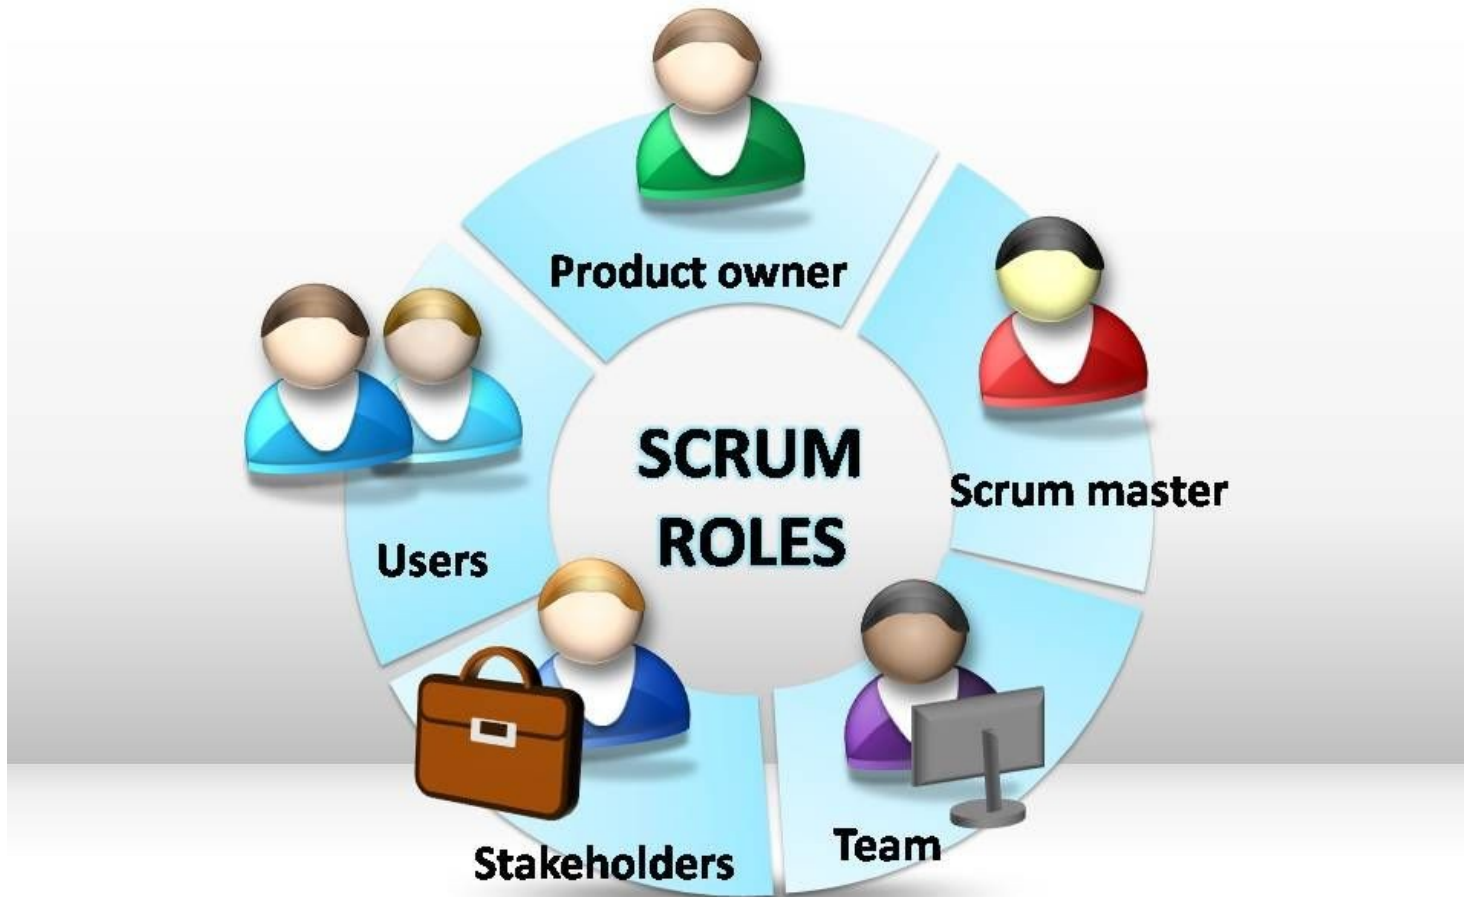 Product owner
Scrum master
SCRUM
ROLES
Users
Team
Stakeholders